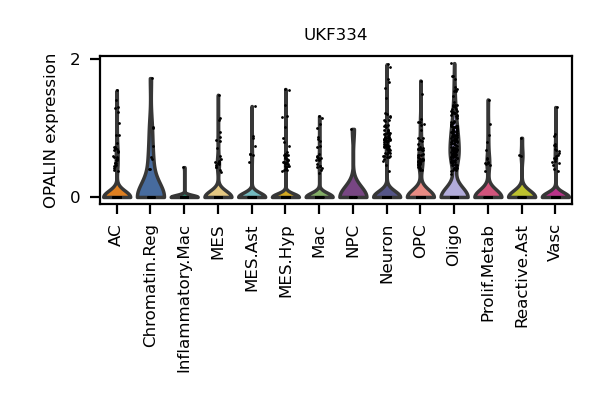 UKF334
OPALIN expression
2
0
AC
Chromatin.Reg
Inflammatory.Mac
MES
MES.Ast
MES.Hyp
Mac
NPC
Neuron
OPC
Oligo
Prolif.Metab
Reactive.Ast
Vasc